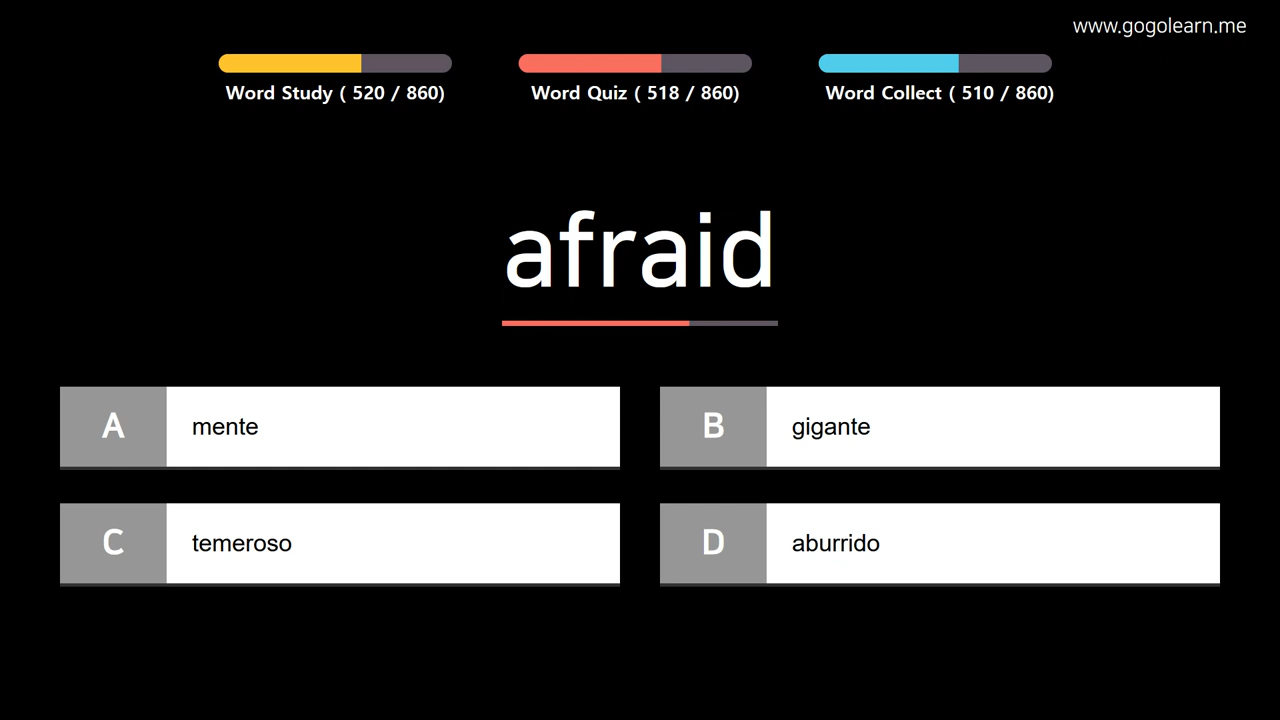 www.gogolearn.me
Word Study ( 520 / 860)
Word Quiz ( 518 / 860)
Word Collect ( 510 / 860)
afraid
A mente
B gigante
C temeroso
D aburrido